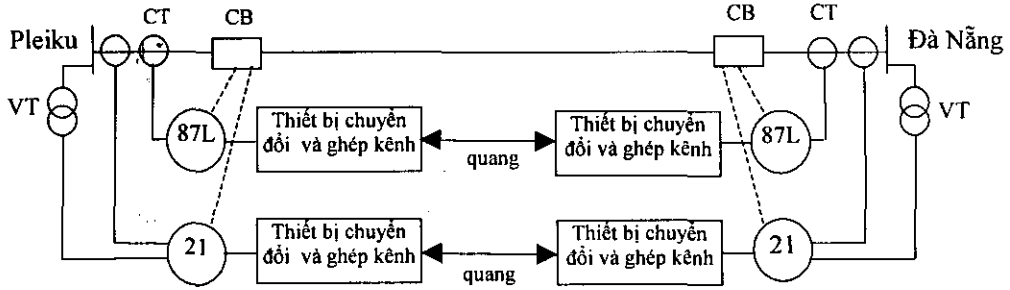 CT
CB
CB
CT
Pleiku
Đà Nẵng
VT
VT
87L
Thiết bị chuyển
đổi và ghép kênh
quang
Thiết bị chuyển
đổi và ghép kênh
87L
21
Thiết bị chuyển
đổi và ghép kênh
quang
Thiết bị chuyển
đổi và ghép kênh
21